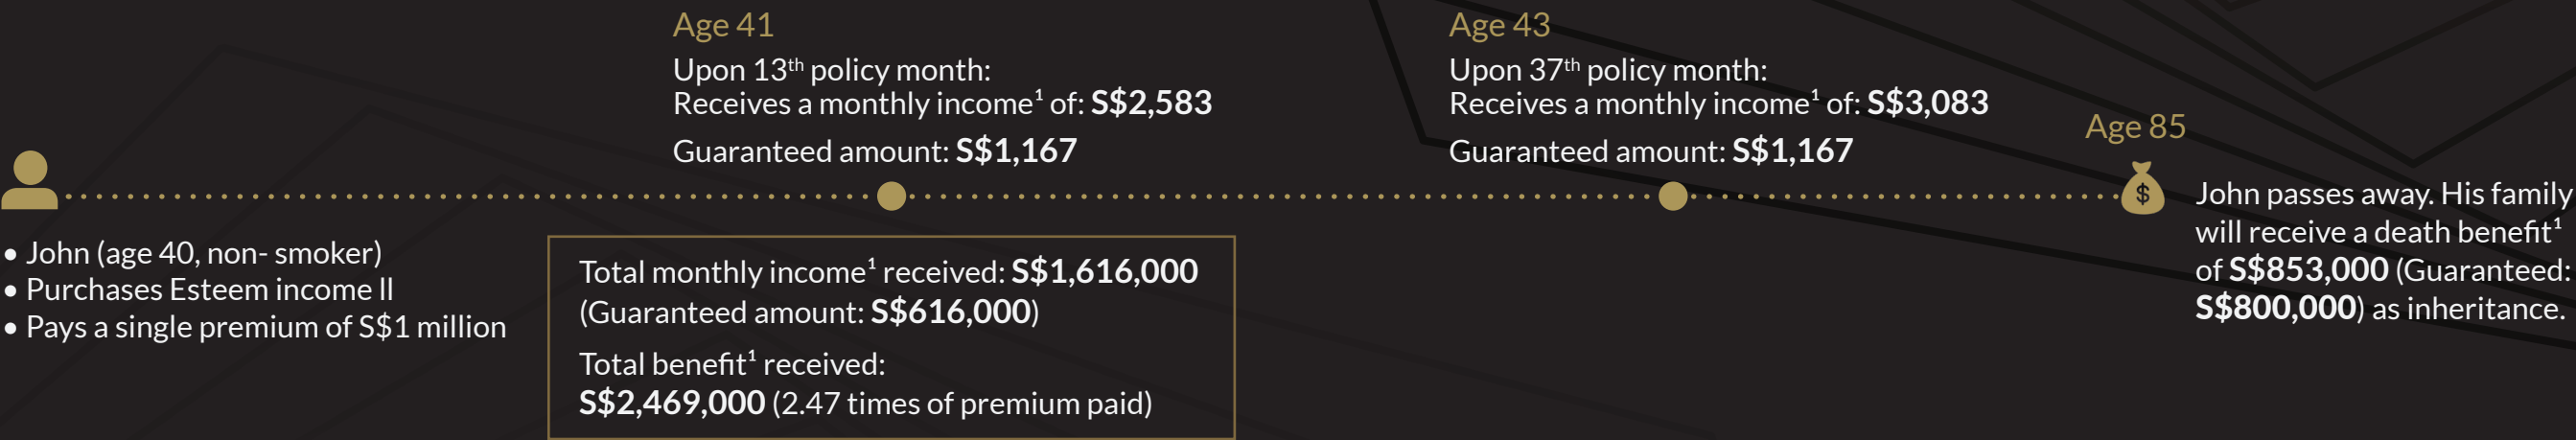 Age 41
Upon 13th policy month:
Receives a monthly income¹ of: S$2,583
Guaranteed amount: S$1,167
Age 43
Upon 37th policy month:
Receives a monthly income¹ of: S$3,083
Guaranteed amount: S$1,167
Age 85
$
John passes away. His family
will receive a death benefit¹
of S$853,000 (Guaranteed:
S$800,000) as inheritance.
• John (age 40, non- smoker)
• Purchases Esteem income ll
• Pays a single premium of S$1 million
Total monthly income¹ received: S$1,616,000
(Guaranteed amount: S$616,000)
Total benefit¹ received:
S$2,469,000 (2.47 times of premium paid)